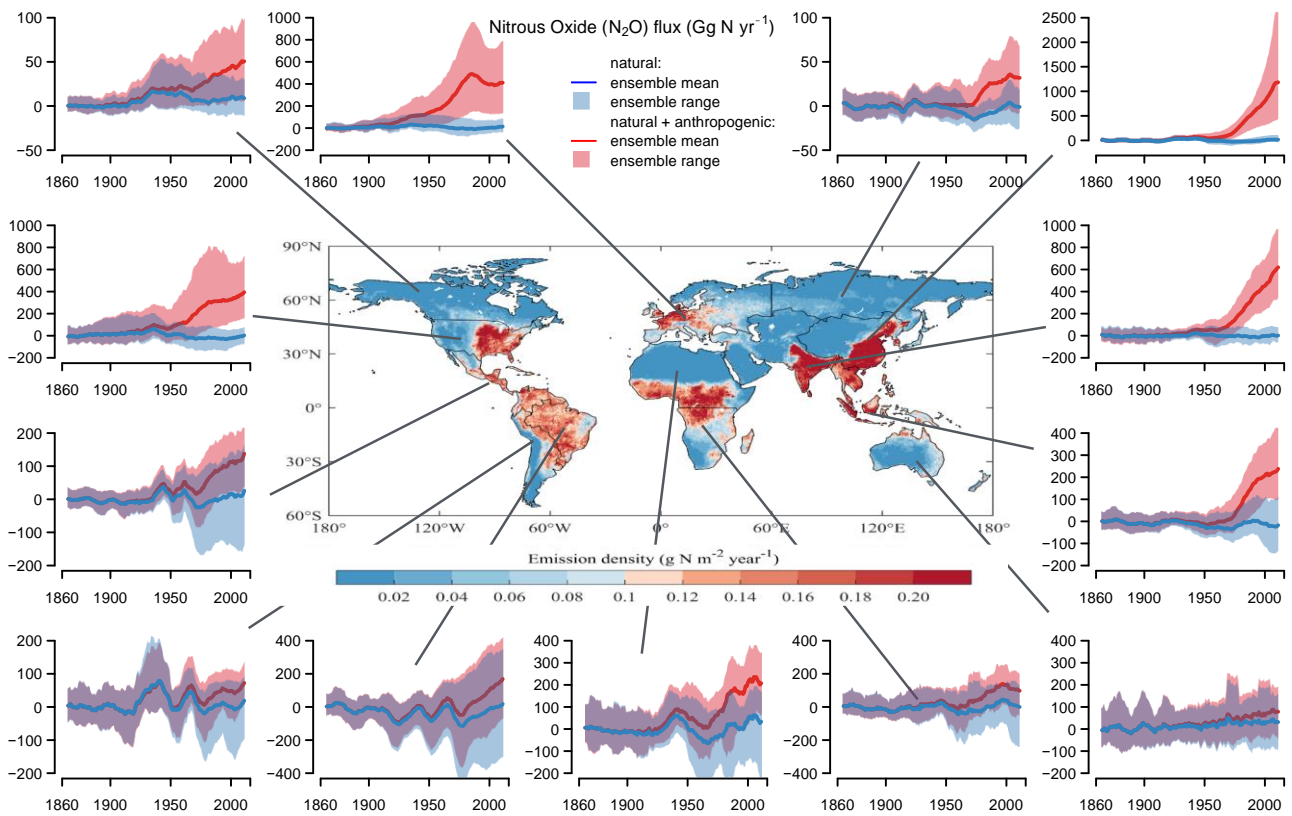 Nitrous Oxide (N2O) flux (Gg N yr−1)
natural:
ensemble mean
ensemble range
natural + anthropogenic:
ensemble mean
ensemble range
100
50
0
−50
1860 1900 1950 2000
1000
800
600
400
200
0
−200
1860 1900 1950 2000
100
50
0
−50
1860 1900 1950 2000
2500
2000
1500
1000
500
0
1860 1900 1950 2000
1000
800
600
400
200
0
−200
1860 1900 1950 2000
90°N
60°N
30°N
0°
30°S
60°S
180° 120°W 60°W 0° 60°E 120°E 180°
1000
800
600
400
200
0
−200
1860 1900 1950 2000
200
100
0
−100
−200
1860 1900 1950 2000
Emission density (g N m−2 year−1)
0.02 0.04 0.06 0.08 0.1 0.12 0.14 0.16 0.18 0.20
400
300
200
100
0
−100
−200
1860 1900 1950 2000
200
100
0
−100
−200
1860 1900 1950 2000
400
200
0
−200
−400
1860 1900 1950 2000
400
300
200
100
0
−100
−200
1860 1900 1950 2000
400
200
0
−200
−400
1860 1900 1950 2000
400
300
200
100
0
−100
−200
1860 1900 1950 2000